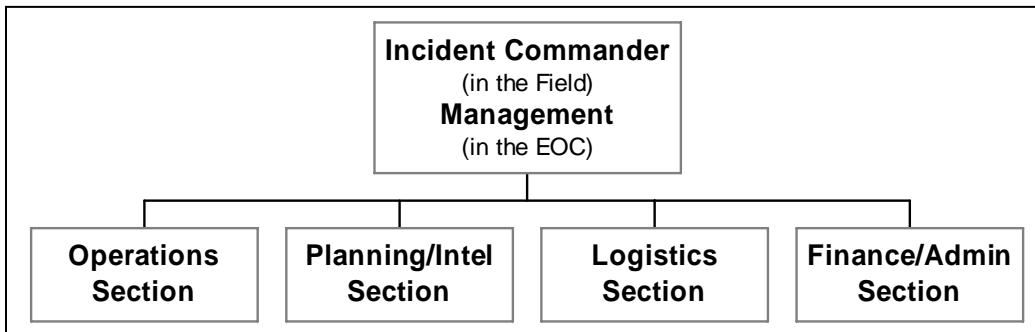 Incident Commander
(in the Field)
Management
(in the EOC)
Operations
Section
Planning/Intel
Section
Logistics
Section
Finance/Admin
Section